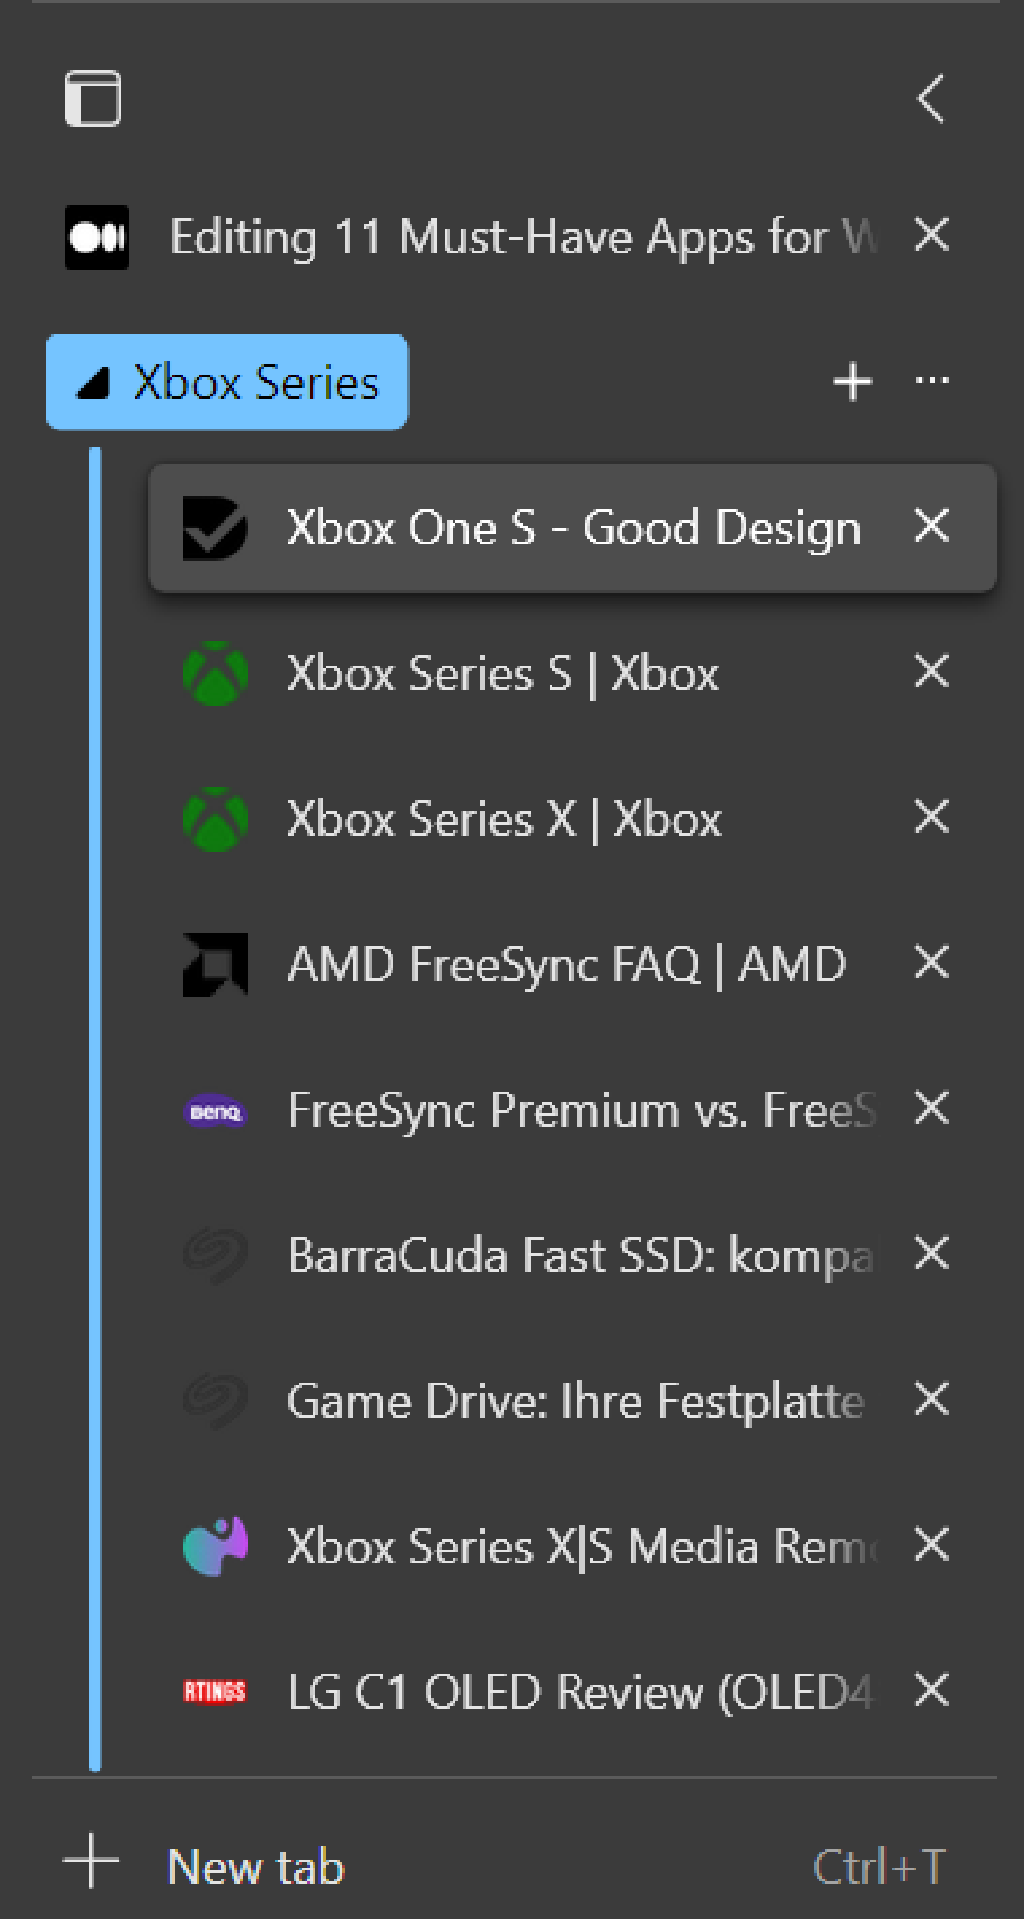 Editing 11 Must-Have Apps for W
Xbox Series
Xbox One S - Good Design
Xbox Series S | Xbox
Xbox Series X | Xbox
AMD FreeSync FAQ | AMD
BenQ
FreeSync Premium vs. FreeS
BarraCuda Fast SSD: kompa
Game Drive: Ihre Festplatte
Xbox Series X|S Media Rem
RTINGS
LG C1 OLED Review (OLED4
New tab
Ctrl+T